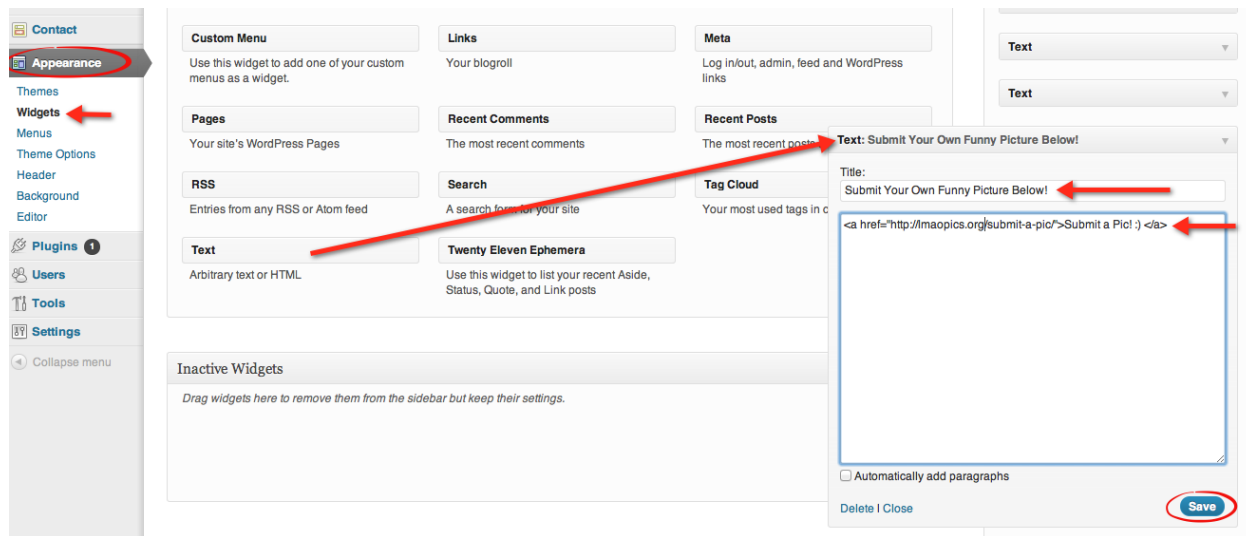 Contact
Appearance
Themes
Widgets
Menus
Theme Options
Header
Background
Editor
Plugins 1
Users
Tools
Settings
Collapse menu
Custom Menu
Use this widget to add one of your custom
menus as a widget.
Links
Your blogroll
Meta
Log in/out, admin, feed and WordPress
links
Pages
Your site's WordPress Pages
Recent Comments
The most recent comments
Recent Posts
The most recent posts
RSS
Entries from any RSS or Atom feed
Search
A search form for your site
Tag Cloud
Your most used tags in c
Text
Arbitrary text or HTML
Twenty Eleven Ephemera
Use this widget to list your recent Aside,
Status, Quote, and Link posts
Inactive Widgets
Drag widgets here to remove them from the sidebar but keep their settings.
Text
Text
Text: Submit Your Own Funny Picture Below!
Title:
Submit Your Own Funny Picture Below!
<a href="http://lmaopics.org/submit-a-pic/">Submit a Pic! :) </a>
Automatically add paragraphs
Delete | Close
Save